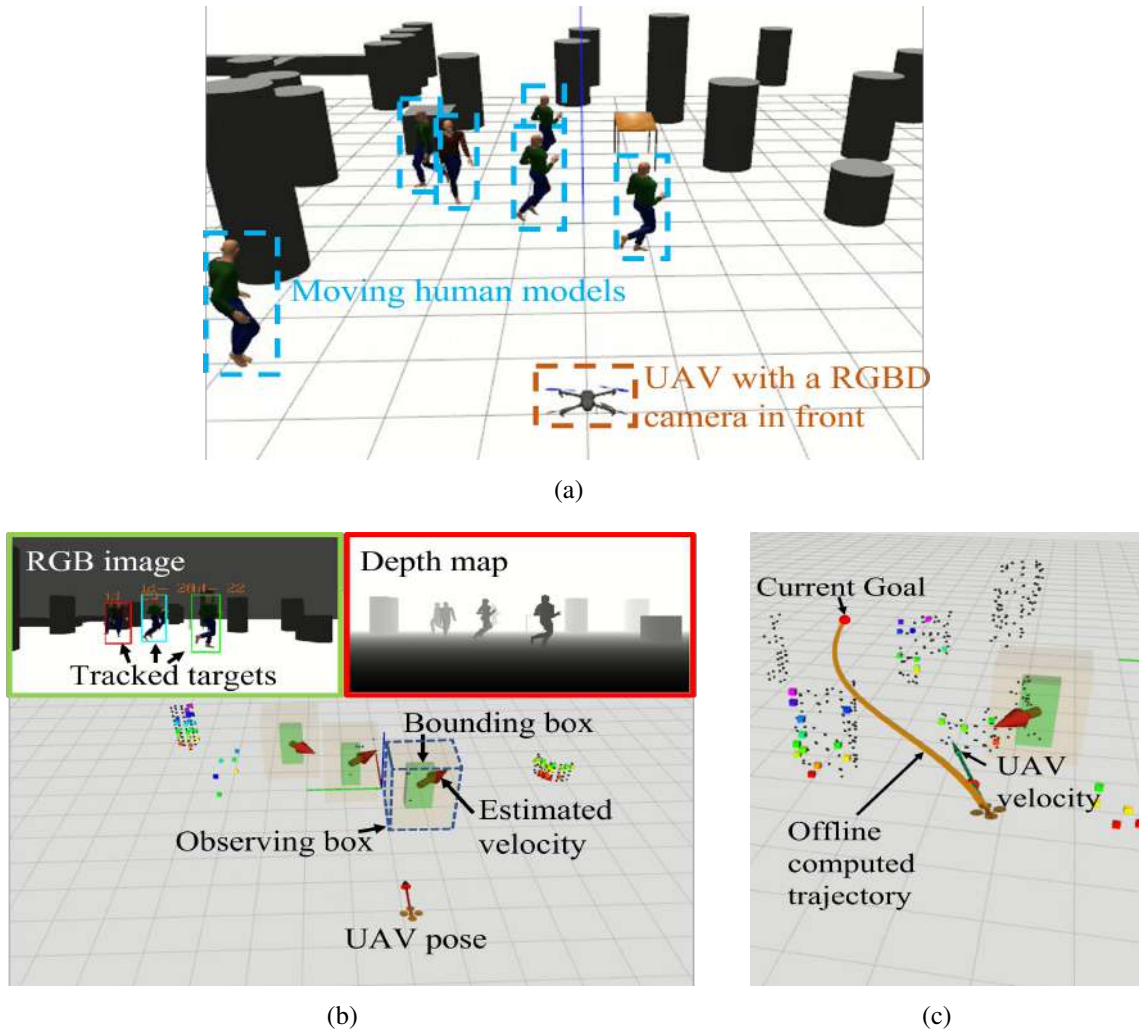 Moving human models
UAV with a RGBD
camera in front
(a)
RGB image
Tracked targets
Depth map
Bounding box
Observing box
Estimated
velocity
UAV pose
(b)
Current Goal
UAV
velocity
Offline
computed
trajectory
(c)